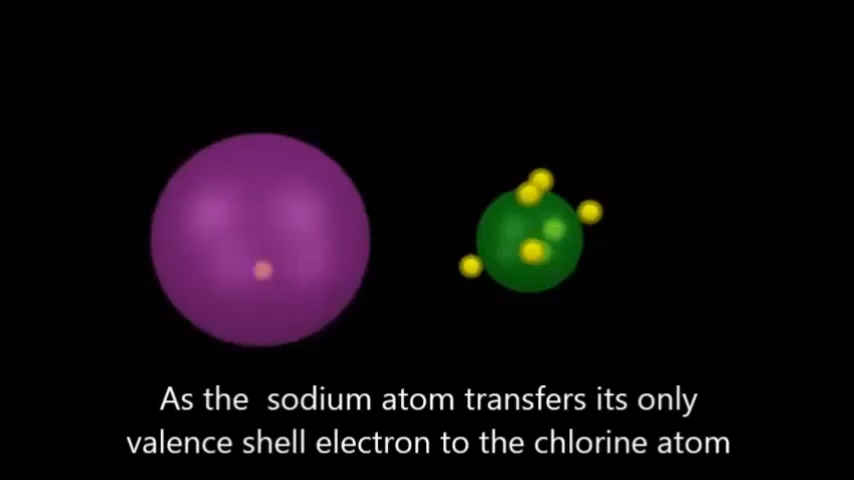 As the  sodium atom transfers its only
valence shell electron to the chlorine atom